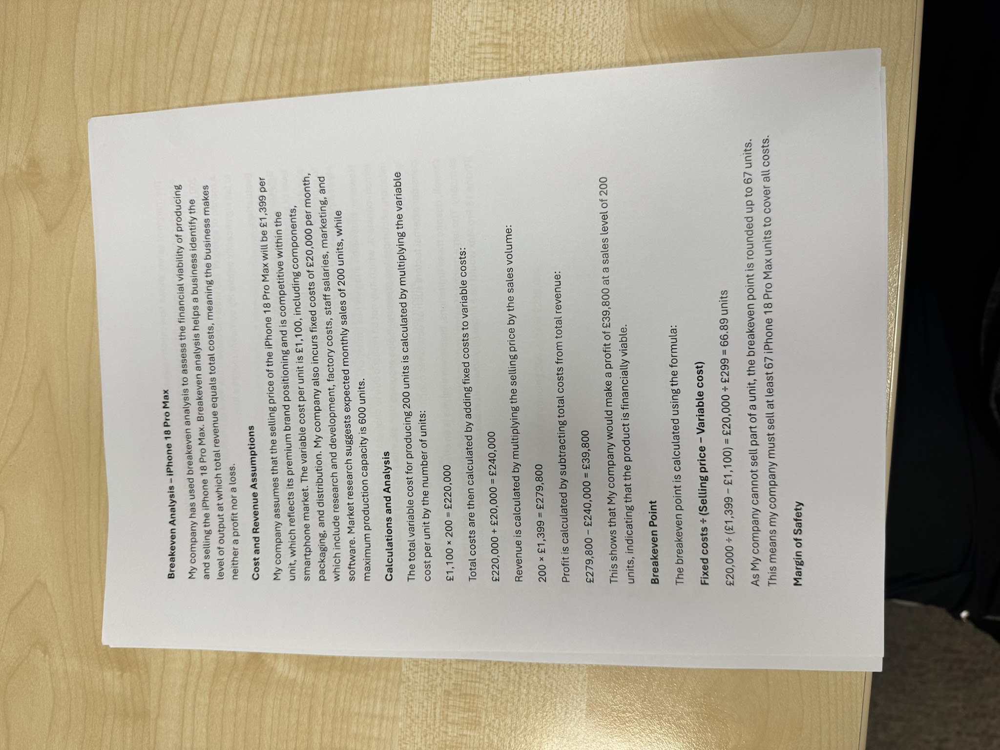 Breakeven Analysis – iPhone 18 Pro Max
My company has used breakeven analysis to assess the financial viability of producing
and selling the iPhone 18 Pro Max. Breakeven analysis helps a business identify the
level of output at which total revenue equals total costs, meaning the business makes
neither a profit nor a loss.
Cost and Revenue Assumptions
My company assumes that the selling price of the iPhone 18 Pro Max will be £1,399 per
unit, which reflects its premium brand positioning and is competitive within the
smartphone market. The variable cost per unit is £1,100, including components,
packaging, and distribution. My company also incurs fixed costs of £20,000 per month,
which include research and development, factory costs, staff salaries, marketing, and
software. Market research suggests expected monthly sales of 200 units, while
maximum production capacity is 600 units.
Calculations and Analysis
The total variable cost for producing 200 units is calculated by multiplying the variable
cost per unit by the number of units:
£1,100 × 200 = £220,000
Total costs are then calculated by adding fixed costs to variable costs:
£220,000 + £20,000 = £240,000
Revenue is calculated by multiplying the selling price by the sales volume:
200 × £1,399 = £279,800
Profit is calculated by subtracting total costs from total revenue:
£279,800 – £240,000 = £39,800
This shows that My company would make a profit of £39,800 at a sales level of 200
units, indicating that the product is financially viable.
Breakeven Point
The breakeven point is calculated using the formula:
Fixed costs ÷ (Selling price – Variable cost)
£20,000 ÷ (£1,399 – £1,100) = £20,000 ÷ £299 = 66.89 units
As My company cannot sell part of a unit, the breakeven point is rounded up to 67 units.
This means my company must sell at least 67 iPhone 18 Pro Max units to cover all costs.
Margin of Safety